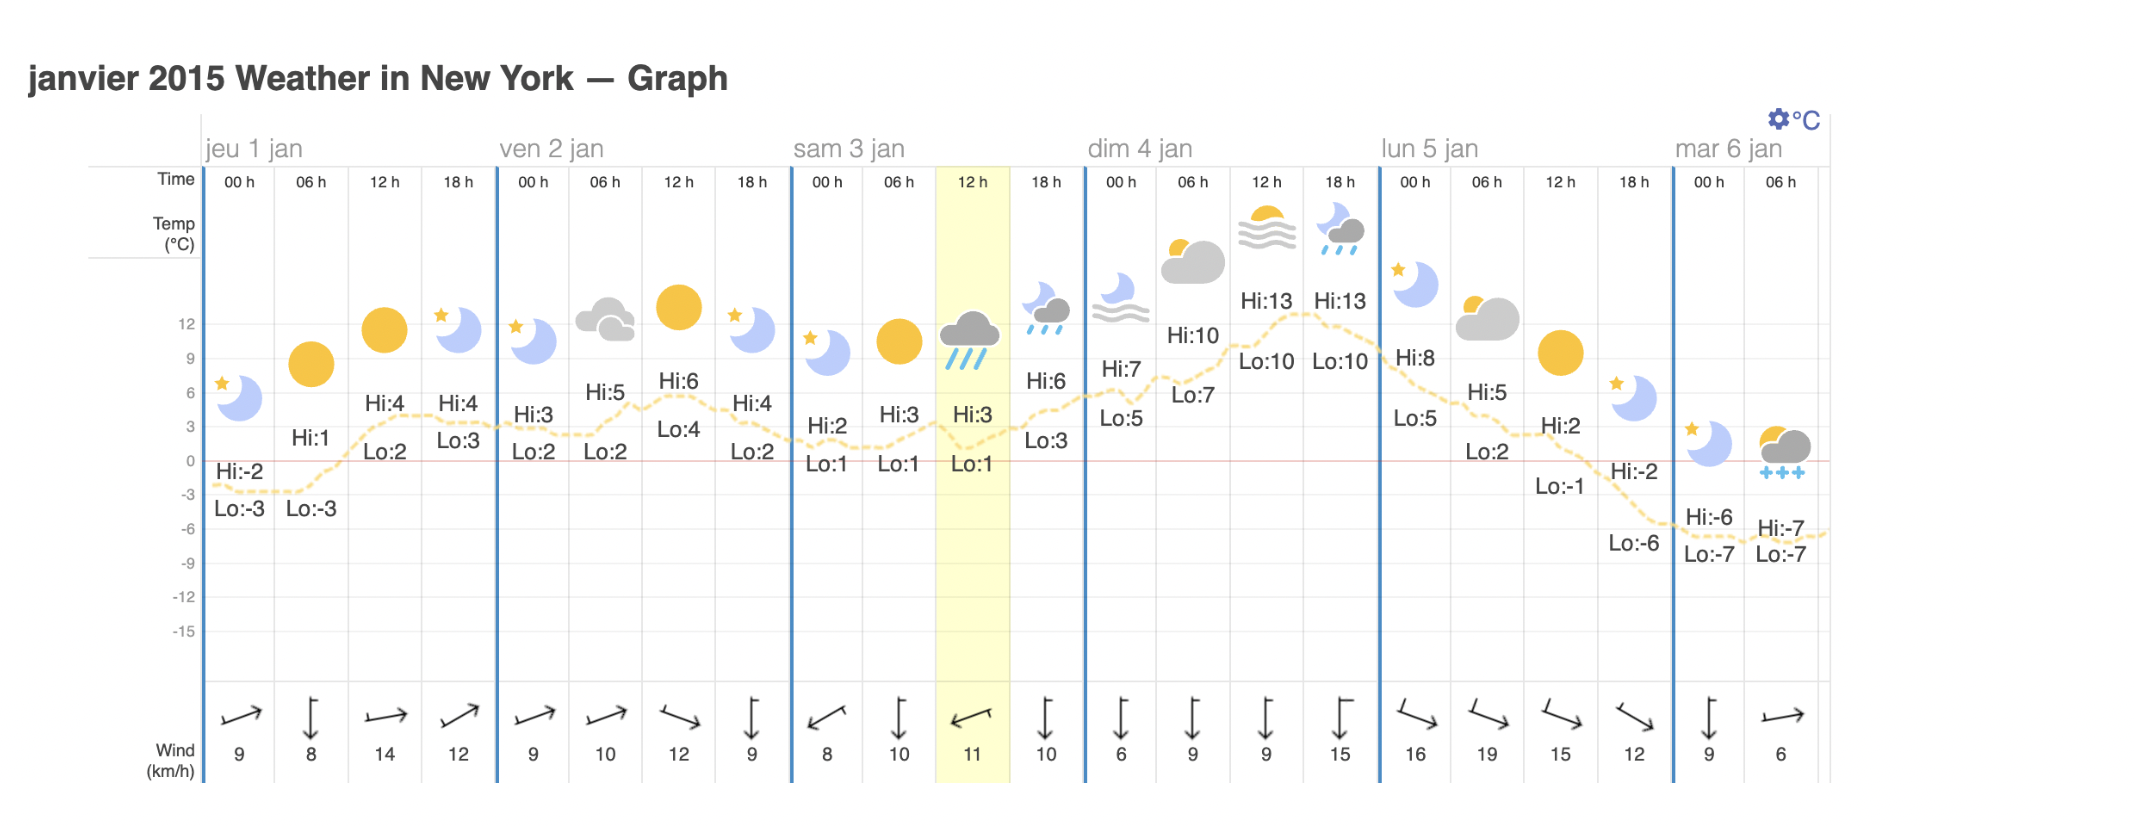 janvier 2015 Weather in New York — Graph
°C
jeu 1 jan ven 2 jan sam 3 jan dim 4 jan lun 5 jan mar 6 jan
Time 00 h 06 h 12 h 18 h 00 h 06 h 12 h 18 h 00 h 06 h 12 h 18 h 00 h 06 h 12 h 18 h 00 h 06 h 12 h 18 h 00 h 06 h
Temp
(°C)
Hi:-2 Hi:1 Hi:4 Hi:4 Hi:3 Hi:5 Hi:6 Hi:4 Hi:2 Hi:3 Hi:3 Hi:6 Hi:7 Hi:10 Hi:13 Hi:13 Hi:8 Hi:5 Hi:2 Hi:-2 Hi:-6 Hi:-7
Lo:-3 Lo:-3 Lo:2 Lo:3 Lo:2 Lo:2 Lo:4 Lo:2 Lo:1 Lo:1 Lo:1 Lo:3 Lo:5 Lo:7 Lo:10 Lo:10 Lo:5 Lo:2 Lo:-1 Lo:-6 Lo:-7 Lo:-7
12
9
6
3
0
-3
-6
-9
-12
-15
Wind
(km/h)
9 8 14 12 9 10 12 9 8 10 11 10 6 9 9 15 16 19 15 12 9 6